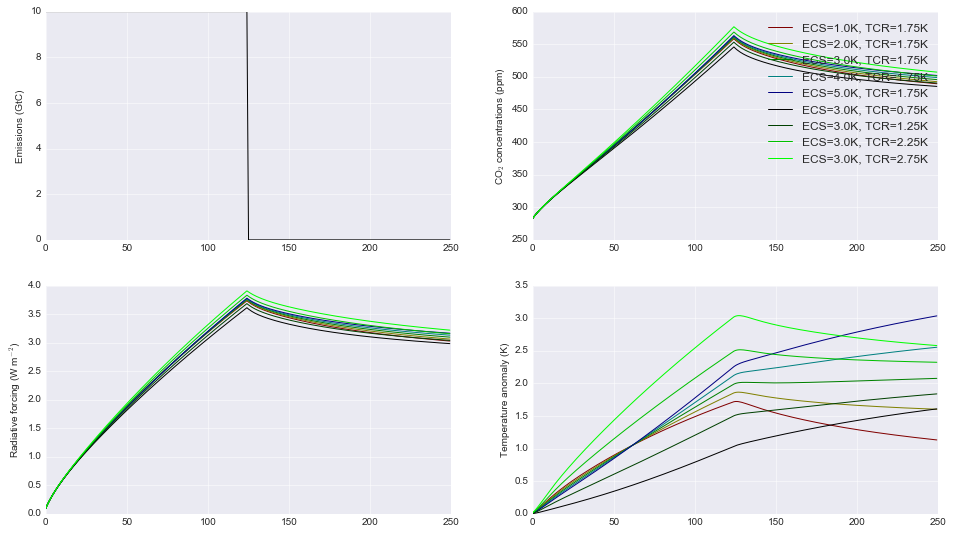 10
8
6
4
2
0
Emissions (GtC)
0 50 100 150 200 250
600
550
500
450
400
350
300
250
CO₂ concentrations (ppm)
0 50 100 150 200 250
ECS=1.0K, TCR=1.75K
ECS=2.0K, TCR=1.75K
ECS=3.0K, TCR=1.75K
ECS=4.0K, TCR=1.75K
ECS=5.0K, TCR=1.75K
ECS=3.0K, TCR=0.75K
ECS=3.0K, TCR=1.25K
ECS=3.0K, TCR=2.25K
ECS=3.0K, TCR=2.75K
4.0
3.5
3.0
2.5
2.0
1.5
1.0
0.5
0.0
Radiative forcing (W m⁻²)
0 50 100 150 200 250
3.5
3.0
2.5
2.0
1.5
1.0
0.5
0.0
Temperature anomaly (K)
0 50 100 150 200 250